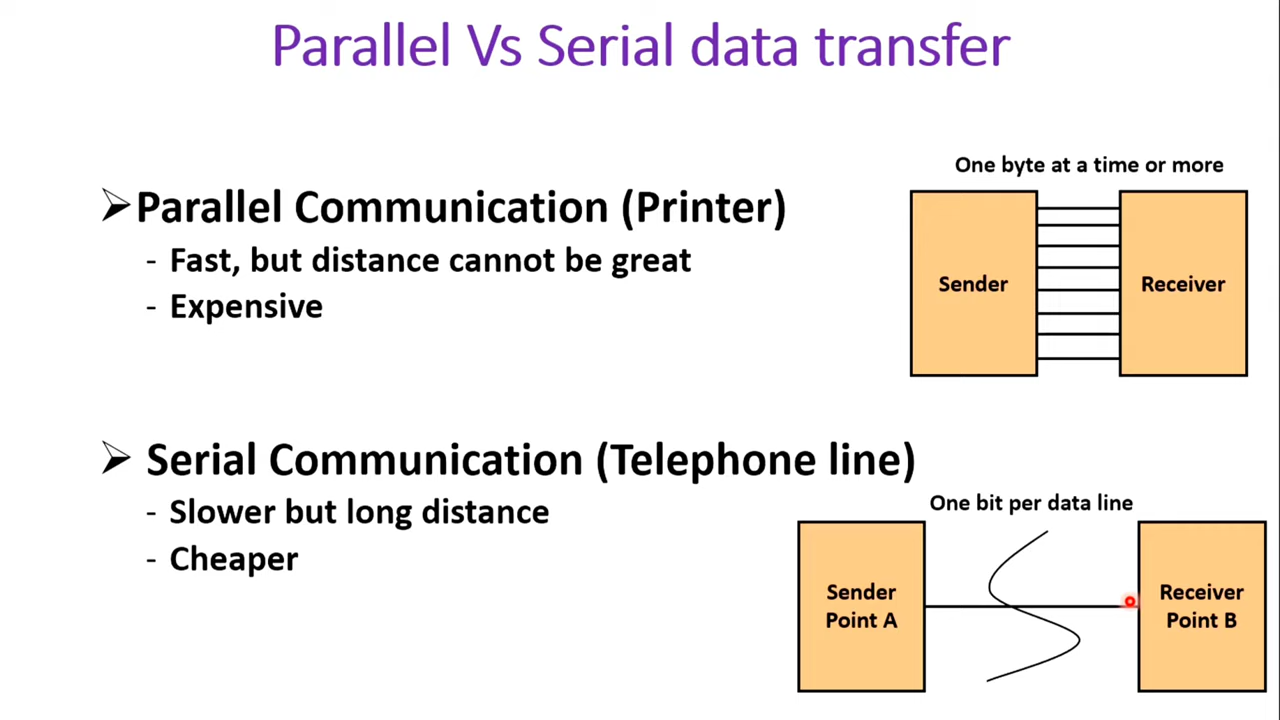 Parallel Vs Serial data transfer
One byte at a time or more
➢Parallel Communication (Printer)
- Fast, but distance cannot be great
- Expensive
Sender
Receiver
➢ Serial Communication (Telephone line)
- Slower but long distance
- Cheaper
One bit per data line
Sender
Point A
Receiver
Point B